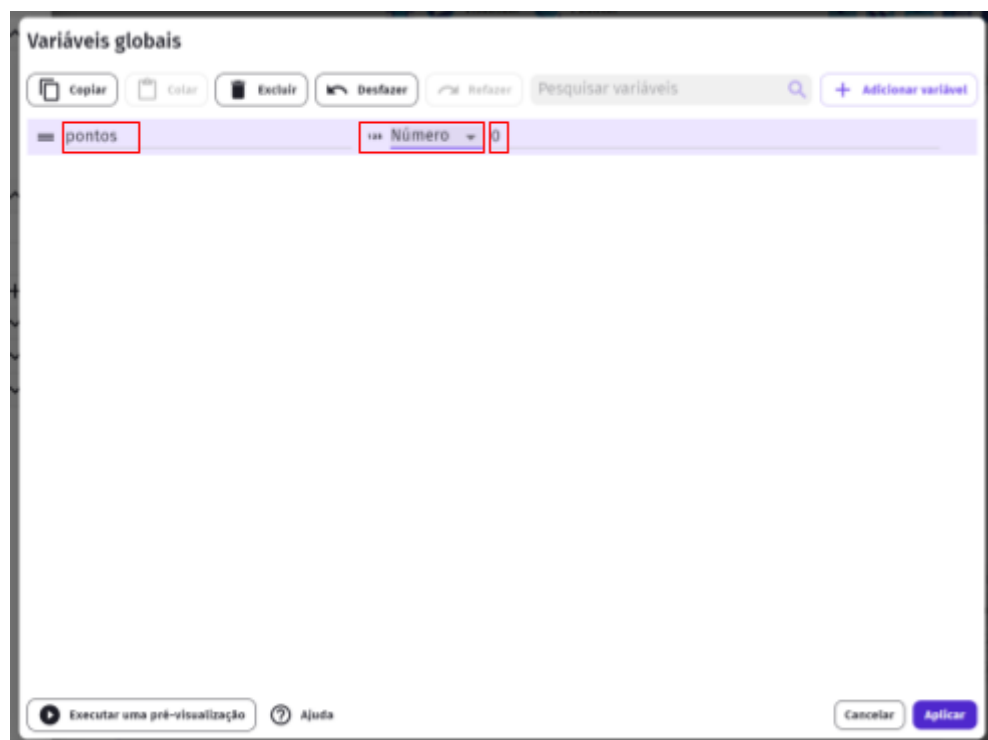 Variáveis globais
Copiar Colar Excluir Desfazer Refazer Pesquisar variáveis Adicionar variável
pontos 123 Número 0
Executar uma pré-visualização Ajuda Cancelar Aplicar